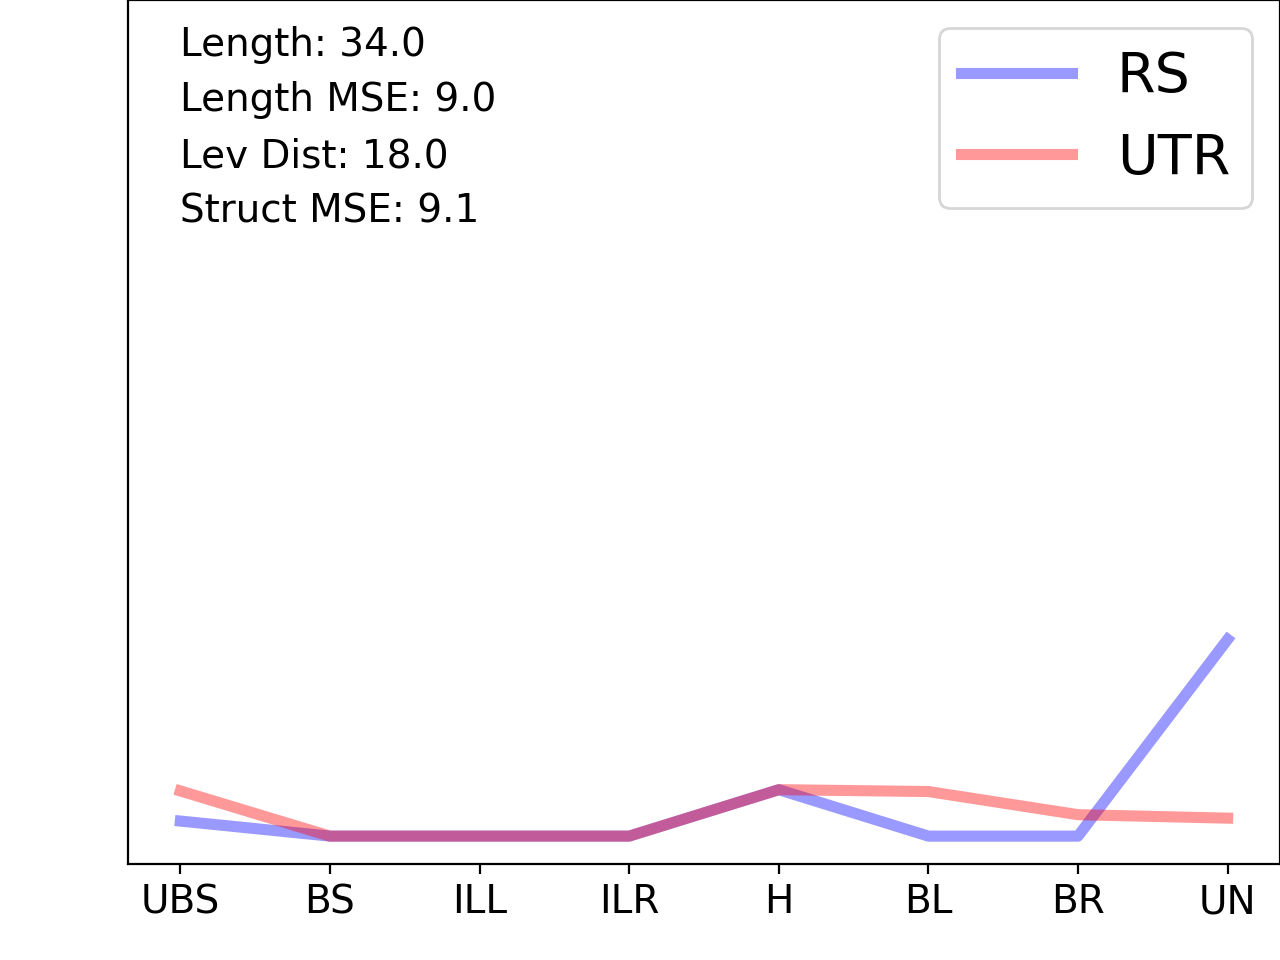 Length: 34.0
Length MSE: 9.0
Lev Dist: 18.0
Struct MSE: 9.1
RS
UTR
UBS BS ILL ILR H BL BR UN